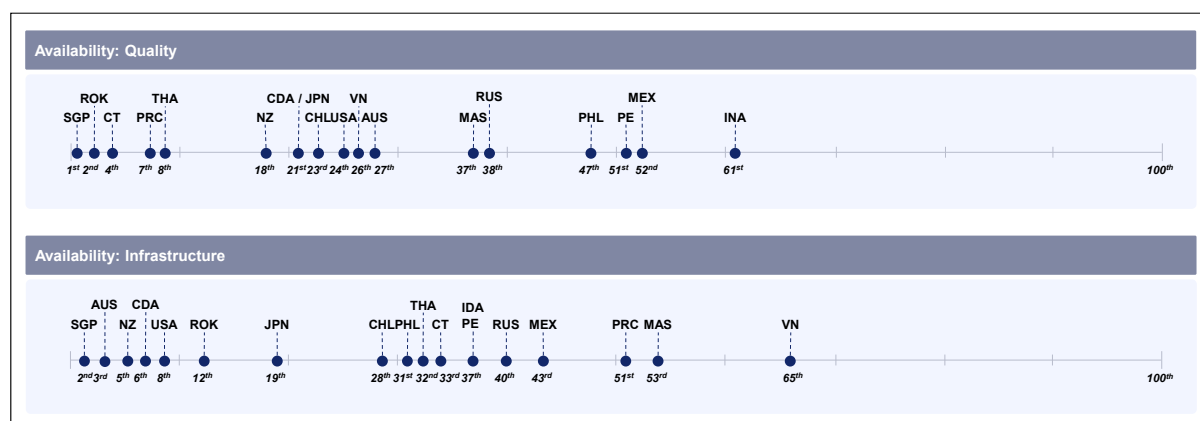 Availability: Quality
ROK THA CDA / JPN VN RUS MEX
SGP CT PRC NZ CHL USA AUS MAS PHL PE INA
1st 2nd 4th 7th 8th 18th 21st 23rd 24th 26th 27th 37th 38th 47th 51st 52nd 61st 100th
Availability: Infrastructure
AUS CDA THA IDA
SGP NZ USA ROK JPN CHL PHL CT PE RUS MEX PRC MAS VN
2nd 3rd 5th 6th 8th 12th 19th 28th 31st 32nd 33rd 37th 40th 43rd 51st 53rd 65th 100th